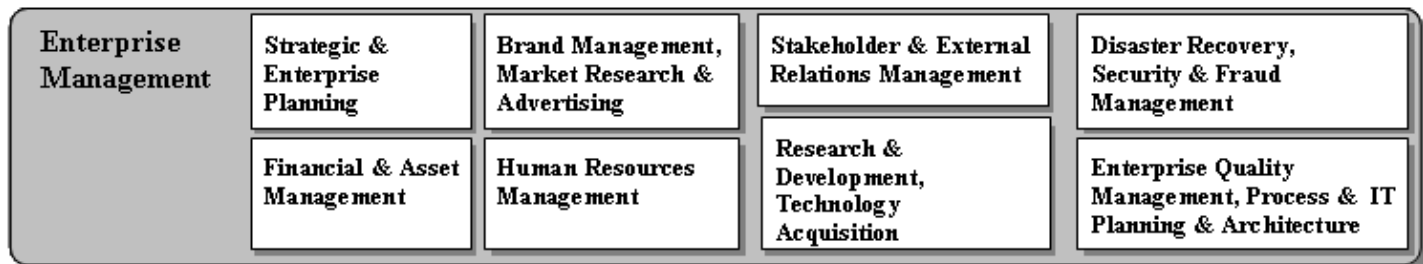 Enterprise
Management
Strategic &
Enterprise
Planning
Brand Management,
Market Research &
Advertising
Stakeholder & External
Relations Management
Disaster Recovery,
Security & Fraud
Management
Financial & Asset
Management
Human Resources
Management
Research &
Development,
Technology
Acquisition
Enterprise Quality
Management, Process & IT
Planning & Architecture